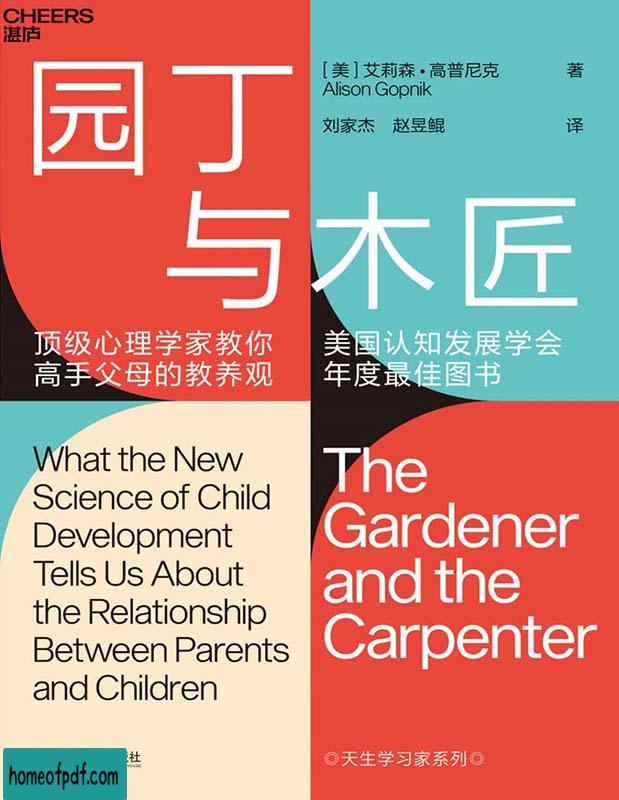 CHEERS
湛庐
园丁
与木匠
[美]艾莉森·高普尼克 著
Alison Gopnik
刘家杰 赵昱鲲 译
顶级心理学家教你
高手父母的教养观
美国认知发展学会
年度最佳图书
What the New
Science of Child
Development
Tells Us About
the Relationship
Between Parents
and Children
The
Gardener
and the
Carpenter
◎天生学习家系列◎
homeofpdf.com